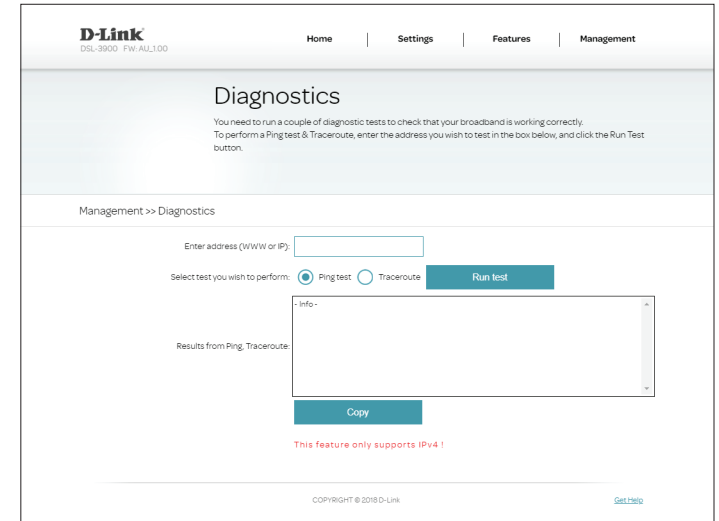 D-Link
DSL-3900 FW: AU_1.00
Home
Settings
Features
Management
Diagnostics
You need to run a couple of diagnostic tests to check that your broadband is working correctly.
To perform a Ping test & Traceroute, enter the address you wish to test in the box below, and click the Run Test
button.
Management >> Diagnostics
Enter address (WWW or IP):
Select test you wish to perform: Ping test Traceroute Run test
- Info -
Results from Ping, Traceroute:
Copy
This feature only supports IPv4 !
COPYRIGHT © 2018 D-Link
Get Help